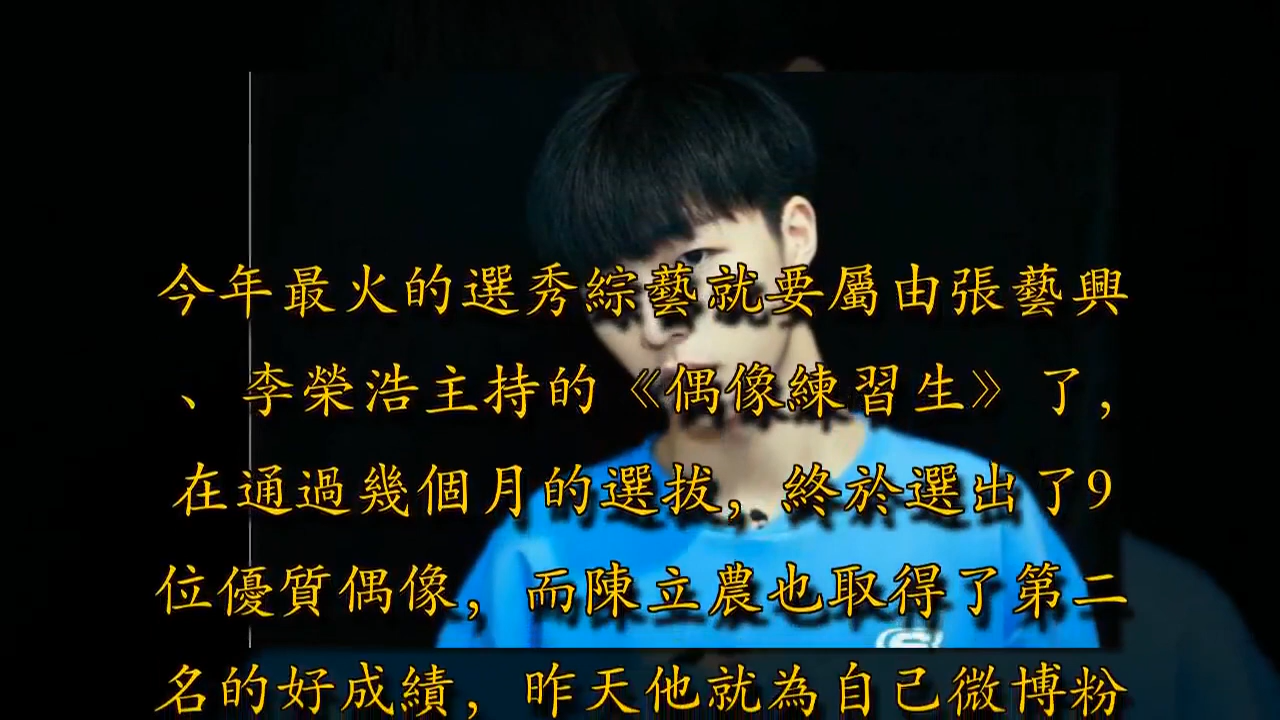 今年最火的選秀綜藝就要屬由張藝興
、李榮浩主持的《偶像練習生》了，
在通過幾個月的選拔，終於選出了9
位優質偶像，而陳立農也取得了第二
名的好成績，昨天他就為自己微博粉